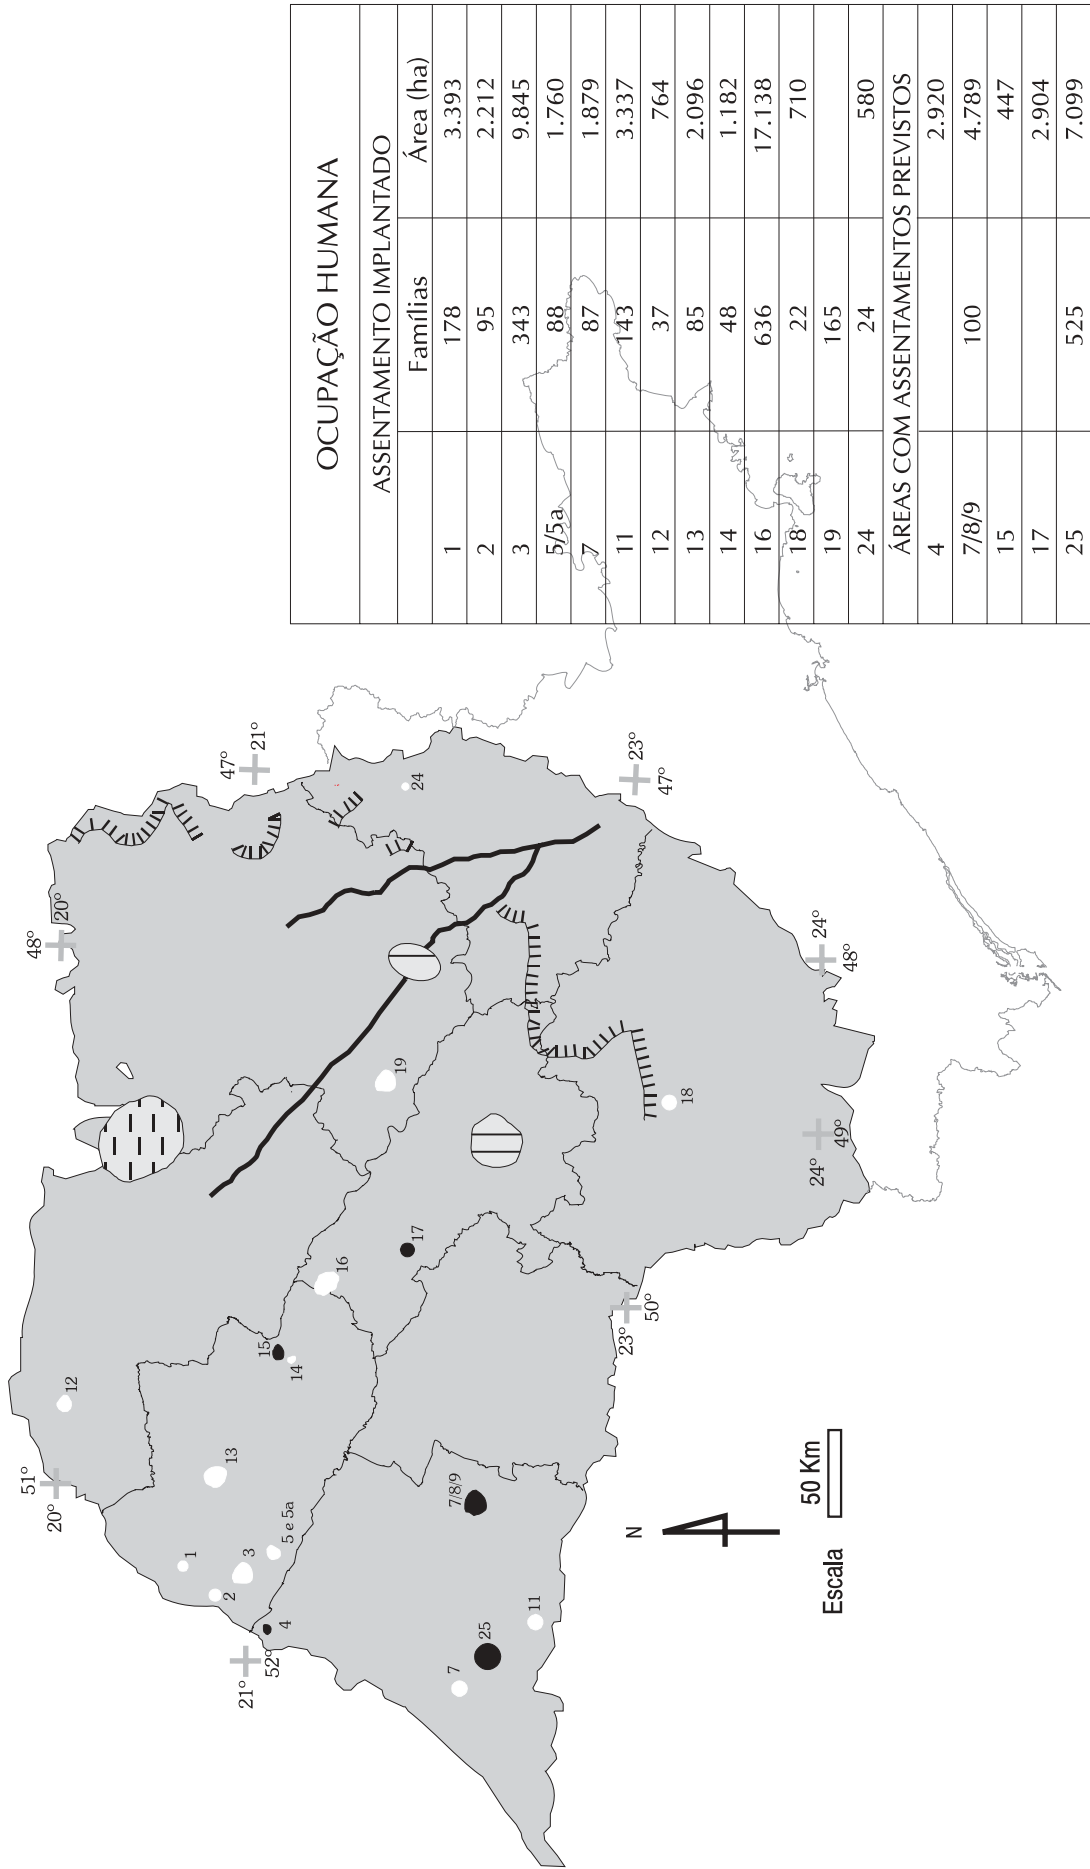 OCUPAÇÃO HUMANA
ASSENTAMENTO IMPLANTADO
Famílias Área (ha)
1 178 3.393
2 95 2.212
3 343 9.845
5/5a 88 1.760
7 87 1.879
11 143 3.337
12 37 764
13 85 2.096
14 48 1.182
16 636 17.138
18 22 710
19 165
24 24 580
ÁREAS COM ASSENTAMENTOS PREVISTOS
4 2.920
7/8/9 100 4.789
15 447
17 2.904
25 525 7.099
51°
20°
48°
20°
47°
21°
21°
52°
23°
50°
23°
47°
24°
49°
24°
48°
12
13
1
2
3
5 e 5a
4
15
14
16
17
19
24
18
7/8/9
7
25
11
N
Escala 50 Km